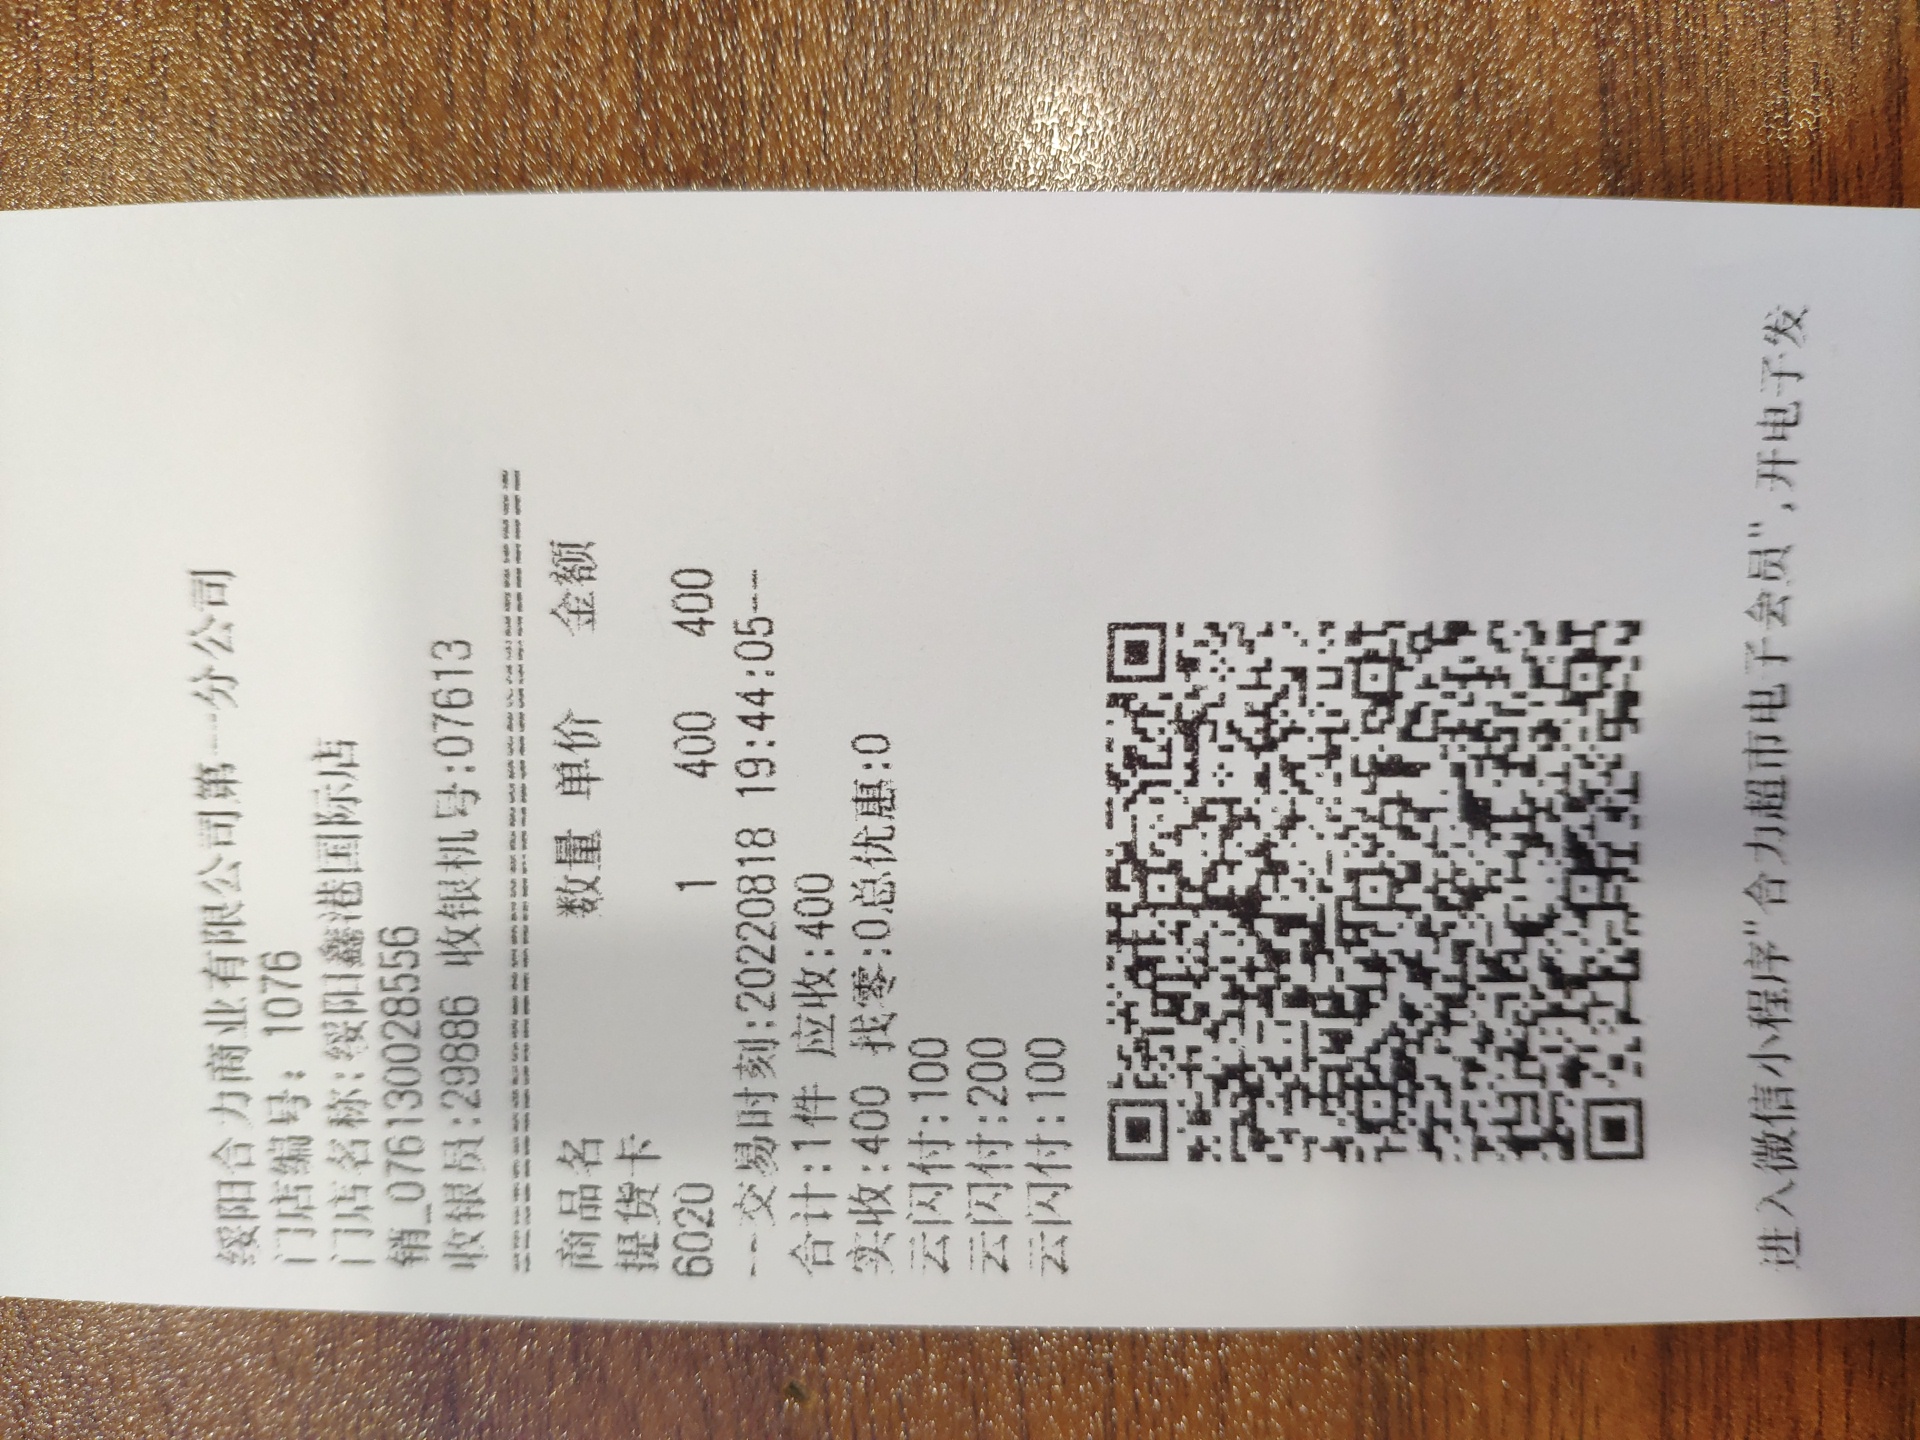 绥阳合力商业有限公司第一分公司
门店编号: 1076
门店名称:绥阳鑫港国际店
销_0761300028556
收银员:29886 收银机号:07613
商品名 数量 单价 金额
提货卡
6020 1 400 400
--交易时刻:20220818 19:44:05--
合计:1件 应收:400
实收:400 找零:0总优惠:0
云闪付:100
云闪付:200
云闪付:100
进入微信小程序"合力超市电子会员",开电子发